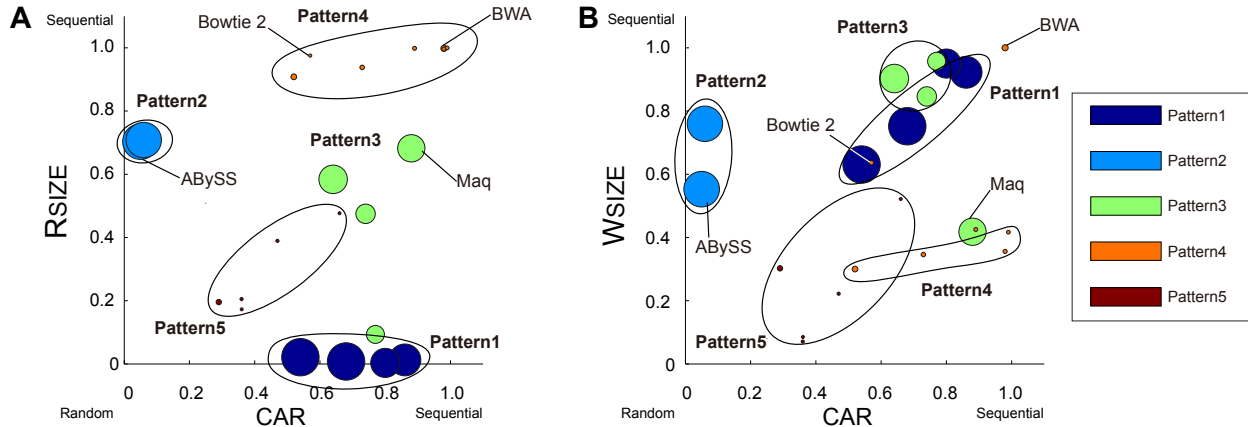 A
Sequential
Pattern4
Bowtie 2
BWA
1.0
0.8
Pattern2
ABySS
Pattern3
Maq
RSIZE
0.6
0.4
0.2
Pattern5
Pattern1
0
0 0.2 0.4 0.6 0.8 1.0
Random
CAR
Sequential
B
Sequential
Pattern3
BWA
1.0
Pattern2
Pattern1
0.8
Bowtie 2
WSIZE
0.6
Maq
ABySS
0.4
Pattern4
0.2
Pattern5
0
0 0.2 0.4 0.6 0.8 1.0
Random
CAR
Sequential
Pattern1
Pattern2
Pattern3
Pattern4
Pattern5